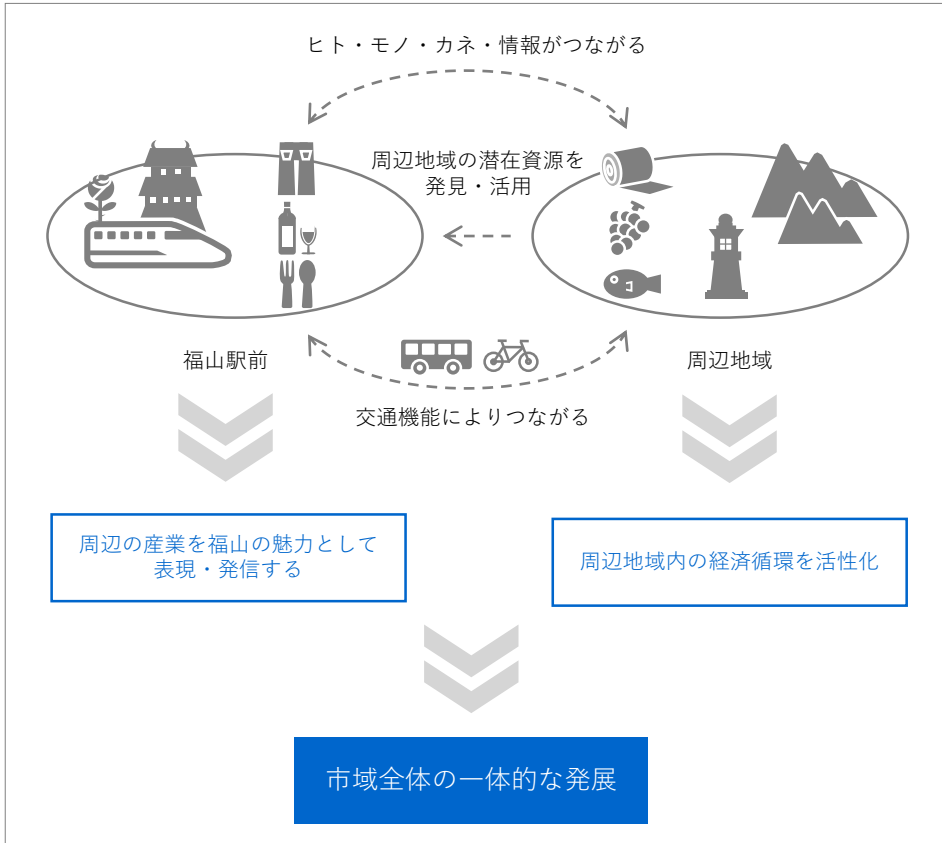 ヒト・モノ・カネ・情報がつながる
周辺地域の潜在資源を
発見・活用
福山駅前
周辺地域
交通機能によりつながる
周辺の産業を福山の魅力として
表現・発信する
周辺地域内の経済循環を活性化
市域全体の一体的な発展